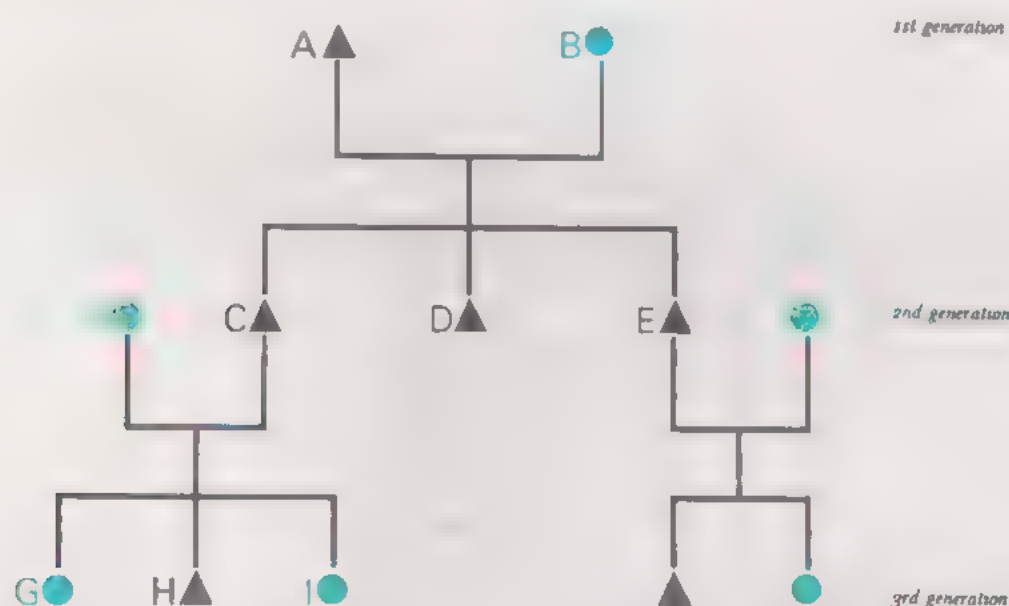 A
B
1st generation
C
D
E
2nd generation
G
H
I
3rd generation